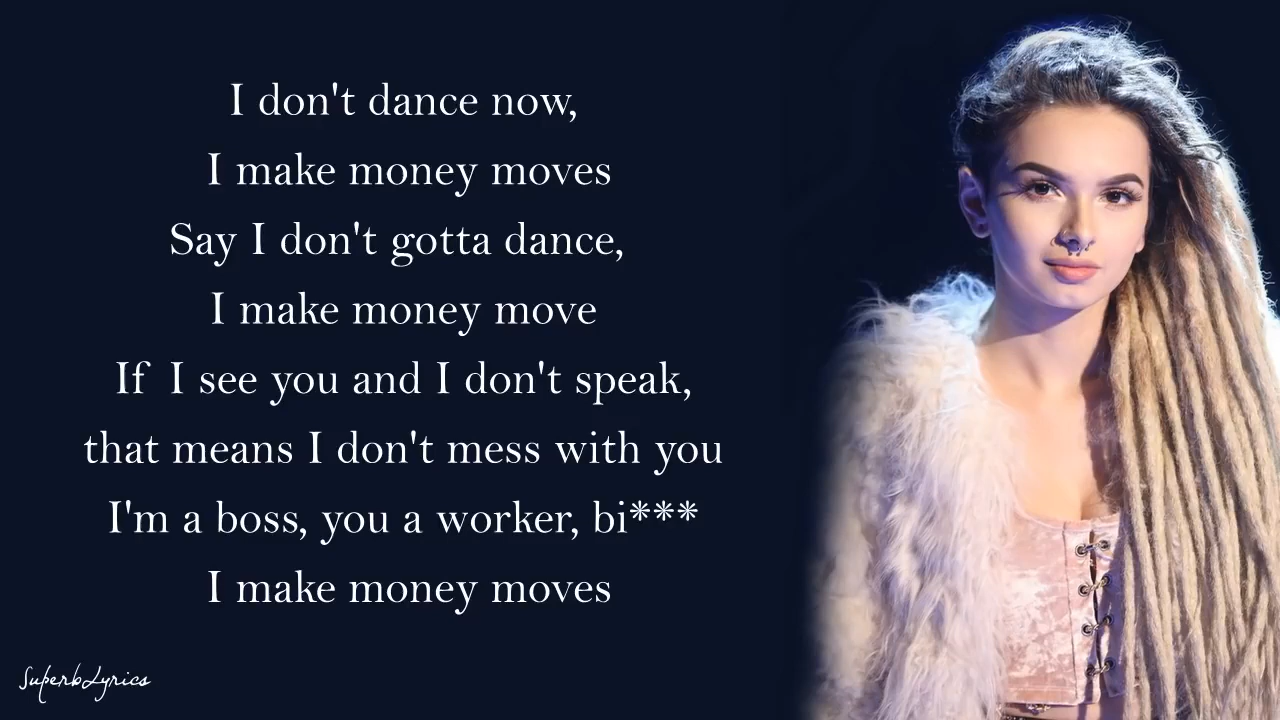 I don't dance now,
I make money moves
Say I don't gotta dance,
I make money move
If I see you and I don't speak,
that means I don't mess with you
I'm a boss, you a worker, bi***
I make money moves
SuperbLyrics